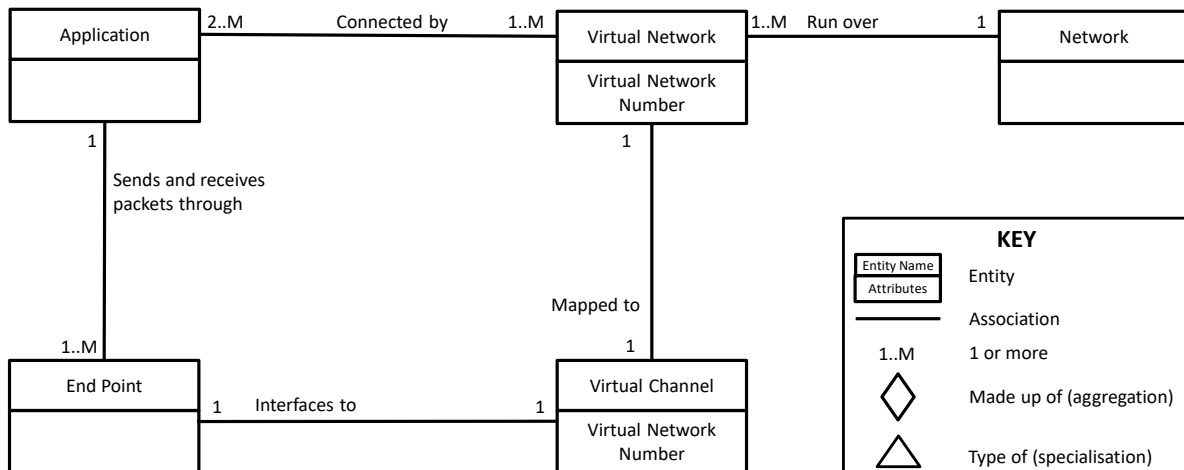 Application
2..M
Connected by
1..M
Virtual Network
Virtual Network
Number
1..M
Run over
1
Network
1
Sends and receives
packets through
1..M
1
Mapped to
1
End Point
1
Interfaces to
1
Virtual Channel
Virtual Network
Number
KEY
Entity Name
Attributes
Entity
Association
1..M
1 or more
Made up of (aggregation)
Type of (specialisation)